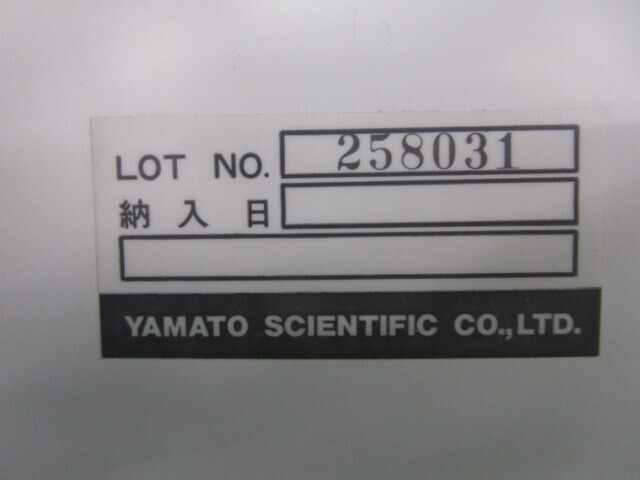 LOT NO. 258031
納入日
YAMATO SCIENTIFIC CO.,LTD.